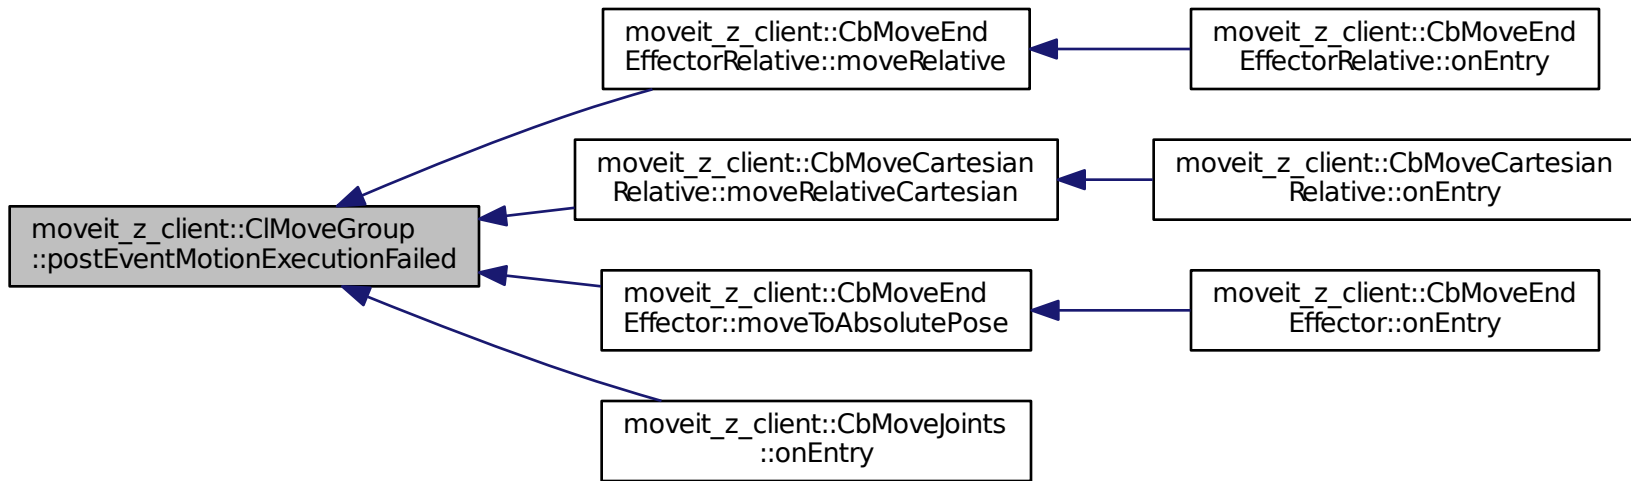 moveit_z_client::CbMoveEnd
EffectorRelative::moveRelative
moveit_z_client::CbMoveEnd
EffectorRelative::onEntry
moveit_z_client::CbMoveCartesian
Relative::moveRelativeCartesian
moveit_z_client::CbMoveCartesian
Relative::onEntry
moveit_z_client::ClMoveGroup
::postEventMotionExecutionFailed
moveit_z_client::CbMoveEnd
Effector::moveToAbsolutePose
moveit_z_client::CbMoveEnd
Effector::onEntry
moveit_z_client::CbMoveJoints
::onEntry